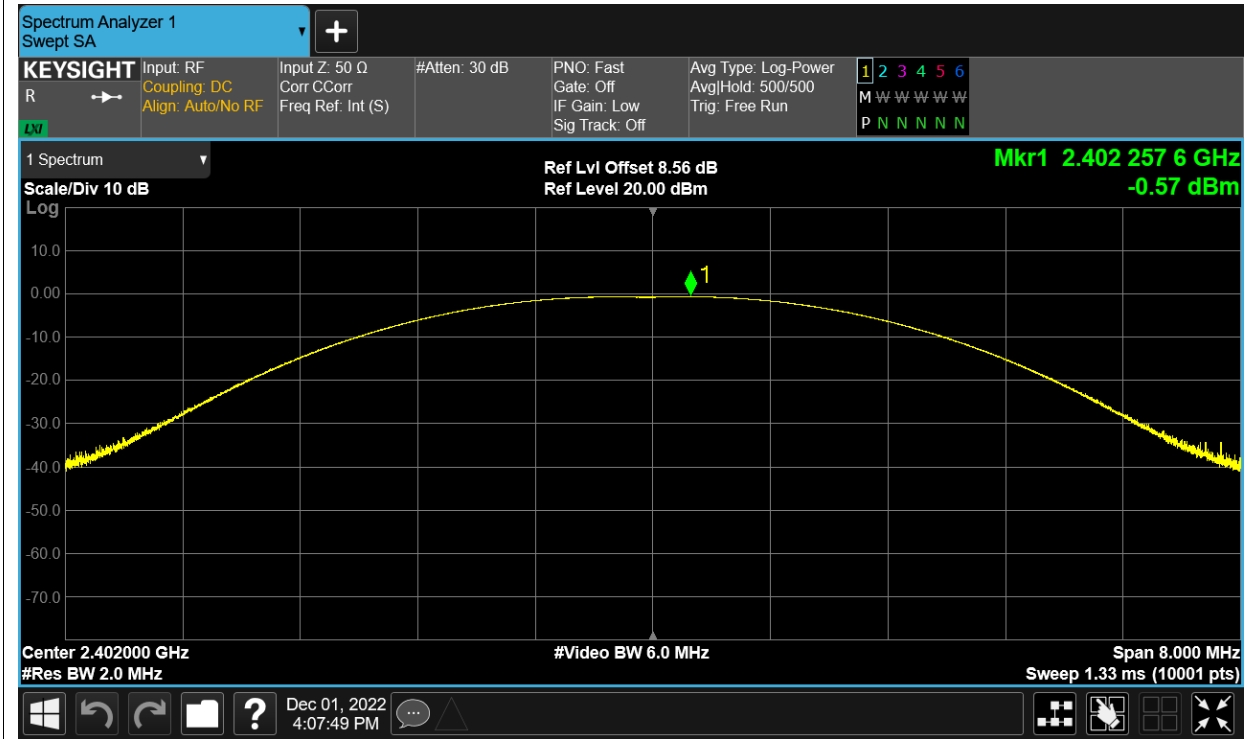 Spectrum Analyzer 1
Swept SA
KEYSIGHT
R
LXI
Input: RF
Coupling: DC
Align: Auto/No RF
Input Z: 50 Ω
Corr CCorr
Freq Ref: Int (S)
#Atten: 30 dB
PNO: Fast
Gate: Off
IF Gain: Low
Sig Track: Off
Avg Type: Log-Power
Avg|Hold: 500/500
Trig: Free Run
1 2 3 4 5 6
M W W W W W
P N N N N N
1 Spectrum
Scale/Div 10 dB
Log
Ref Lvl Offset 8.56 dB
Ref Level 20.00 dBm
Mkr1 2.402 257 6 GHz
-0.57 dBm
1
10.0
0.00
-10.0
-20.0
-30.0
-40.0
-50.0
-60.0
-70.0
Center 2.402000 GHz
#Res BW 2.0 MHz
#Video BW 6.0 MHz
Span 8.000 MHz
Sweep 1.33 ms (10001 pts)
?
Dec 01, 2022
4:07:49 PM